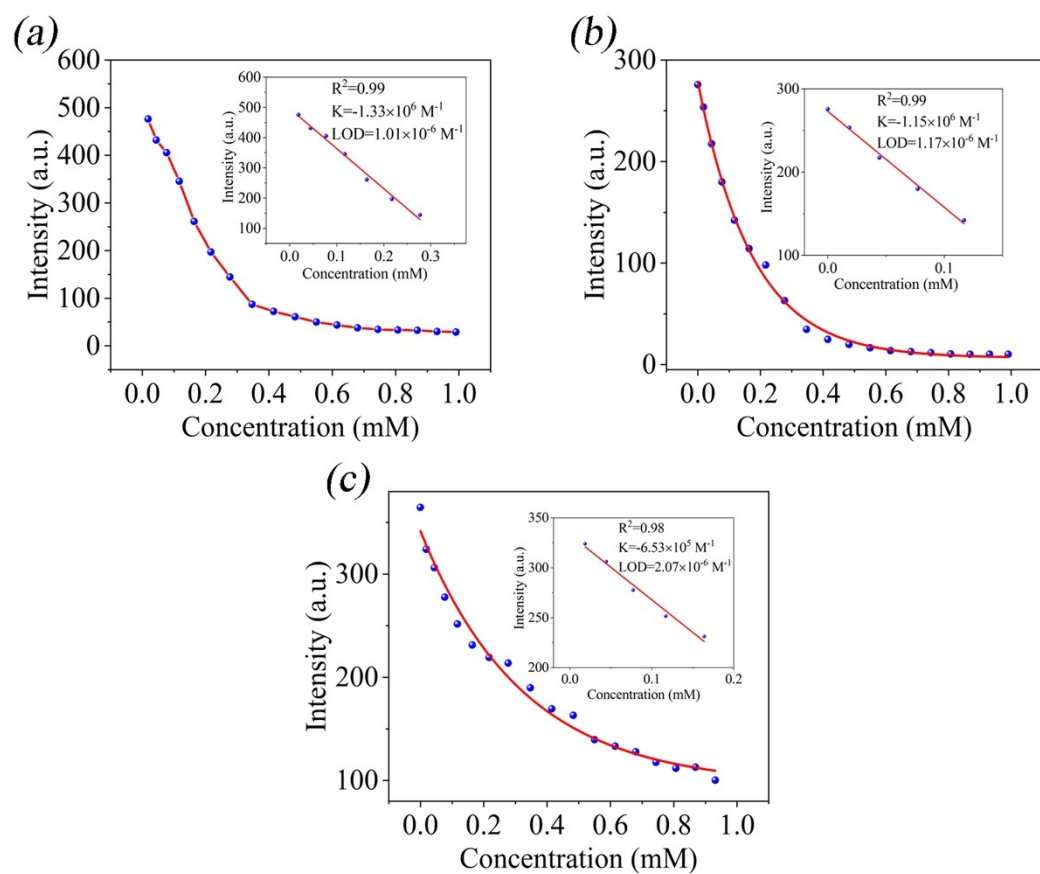 (a)
600
500
400
300
200
100
0
Intensity (a.u.)
0.0 0.2 0.4 0.6 0.8 1.0
Concentration (mM)
600
500
400
300
200
100
Intensity (a.u.)
R²=0.99
K=-1.33×10⁶ M⁻¹
LOD=1.01×10⁻⁶ M⁻¹
0.0 0.1 0.2 0.3
Concentration (mM)
(b)
300
200
100
0
Intensity (a.u.)
0.0 0.2 0.4 0.6 0.8 1.0
Concentration (mM)
300
200
100
Intensity (a.u.)
R²=0.99
K=-1.15×10⁶ M⁻¹
LOD=1.17×10⁻⁶ M⁻¹
0.0 0.1
Concentration (mM)
(c)
300
200
100
Intensity (a.u.)
0.0 0.2 0.4 0.6 0.8 1.0
Concentration (mM)
350
300
250
200
Intensity (a.u.)
R²=0.98
K=-6.53×10⁵ M⁻¹
LOD=2.07×10⁻⁶ M⁻¹
0.0 0.1 0.2
Concentration (mM)